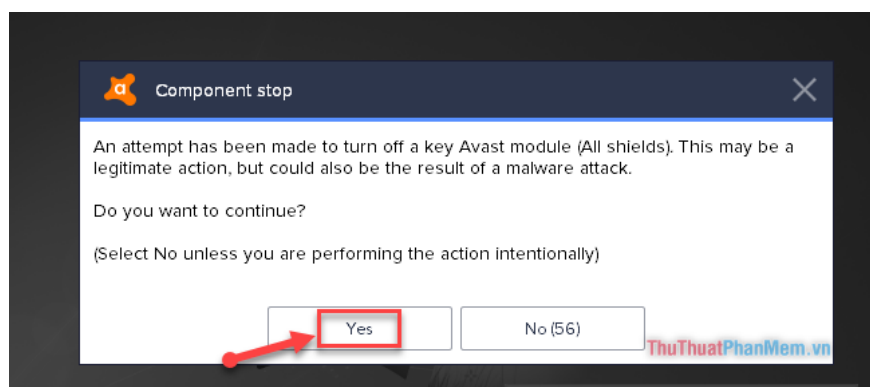 Component stop
An attempt has been made to turn off a key Avast module (All shields). This may be a
legitimate action, but could also be the result of a malware attack.
Do you want to continue?
(Select No unless you are performing the action intentionally)
Yes
No (56)
ThuThuatPhanMem.vn